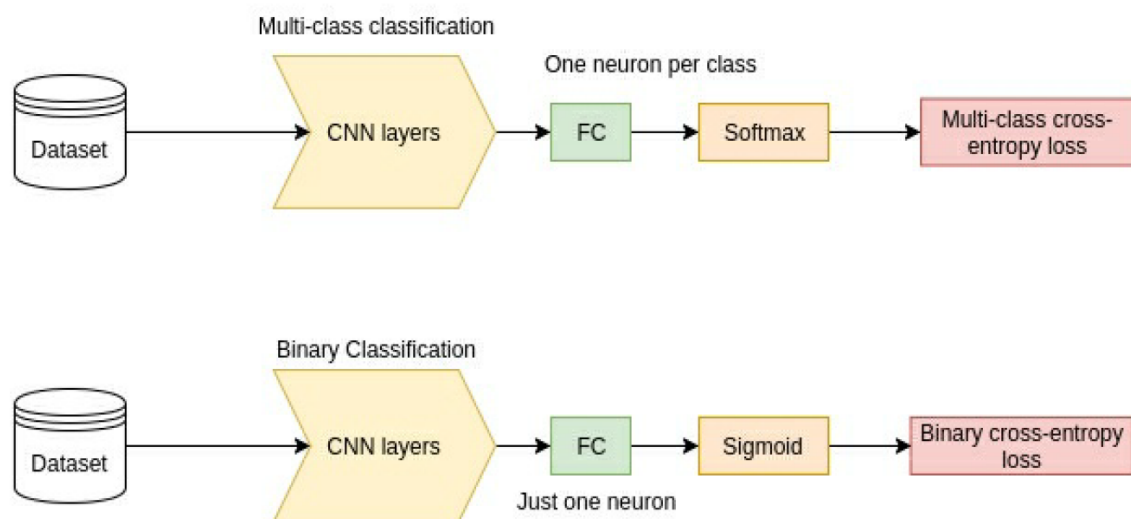 Multi-class classification
One neuron per class
Dataset
CNN layers
FC
Softmax
Multi-class cross-
entropy loss
Binary Classification
Dataset
CNN layers
FC
Sigmoid
Binary cross-entropy
loss
Just one neuron